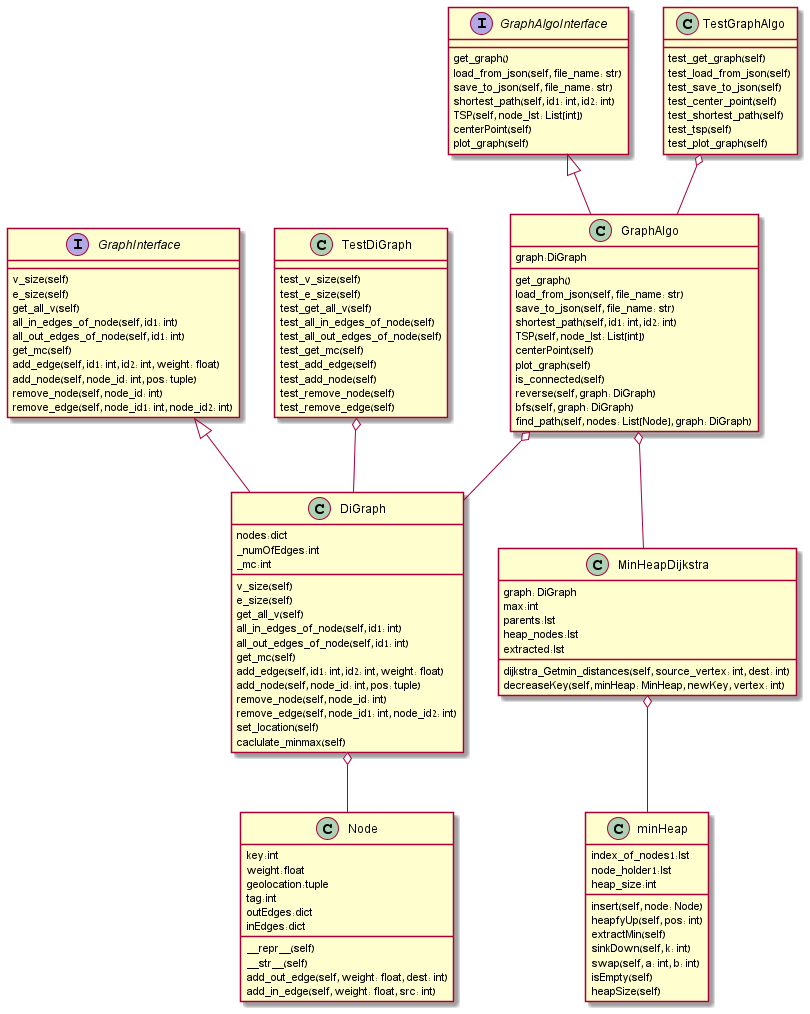 I GraphAlgoInterface
get_graph()
load_from_json(self, file_name: str)
save_to_json(self, file_name: str)
shortest_path(self, id1: int, id2: int)
TSP(self, node_lst: List[int])
centerPoint(self)
plot_graph(self)
C TestGraphAlgo
test_get_graph(self)
test_load_from_json(self)
test_save_to_json(self)
test_center_point(self)
test_shortest_path(self)
test_tsp(self)
test_plot_graph(self)
I GraphInterface
v_size(self)
e_size(self)
get_all_v(self)
all_in_edges_of_node(self, id1: int)
all_out_edges_of_node(self, id1: int)
get_mc(self)
add_edge(self, id1: int, id2: int, weight: float)
add_node(self, node_id: int, pos: tuple)
remove_node(self, node_id: int)
remove_edge(self, node_id1: int, node_id2: int)
C TestDiGraph
test_v_size(self)
test_e_size(self)
test_get_all_v(self)
test_all_in_edges_of_node(self)
test_all_out_edges_of_node(self)
test_get_mc(self)
test_add_edge(self)
test_add_node(self)
test_remove_node(self)
test_remove_edge(self)
C GraphAlgo
graph:DiGraph
get_graph()
load_from_json(self, file_name: str)
save_to_json(self, file_name: str)
shortest_path(self, id1: int, id2: int)
TSP(self, node_lst: List[int])
centerPoint(self)
plot_graph(self)
is_connected(self)
reverse(self, graph: DiGraph)
bfs(self, graph: DiGraph)
find_path(self, nodes: List[Node], graph: DiGraph)
C DiGraph
nodes:dict
_numOfEdges:int
_mc:int
v_size(self)
e_size(self)
get_all_v(self)
all_in_edges_of_node(self, id1: int)
all_out_edges_of_node(self, id1: int)
get_mc(self)
add_edge(self, id1: int, id2: int, weight: float)
add_node(self, node_id: int, pos: tuple)
remove_node(self, node_id: int)
remove_edge(self, node_id1: int, node_id2: int)
set_location(self)
caclulate_minmax(self)
C MinHeapDijkstra
graph: DiGraph
max:int
parents:lst
heap_nodes:lst
extracted:lst
dijkstra_Getmin_distances(self, source_vertex: int, dest: int)
decreaseKey(self, minHeap: MinHeap, newKey, vertex: int)
C Node
key:int
weight:float
geolocation:tuple
tag:int
outEdges:dict
inEdges:dict
__repr__(self)
__str__(self)
add_out_edge(self, weight: float, dest: int)
add_in_edge(self, weight: float, src: int)
C minHeap
index_of_nodes1:lst
node_holder1:lst
heap_size:int
insert(self, node: Node)
heapfyUp(self, pos: int)
extractMin(self)
sinkDown(self, k: int)
swap(self, a: int, b: int)
isEmpty(self)
heapSize(self)